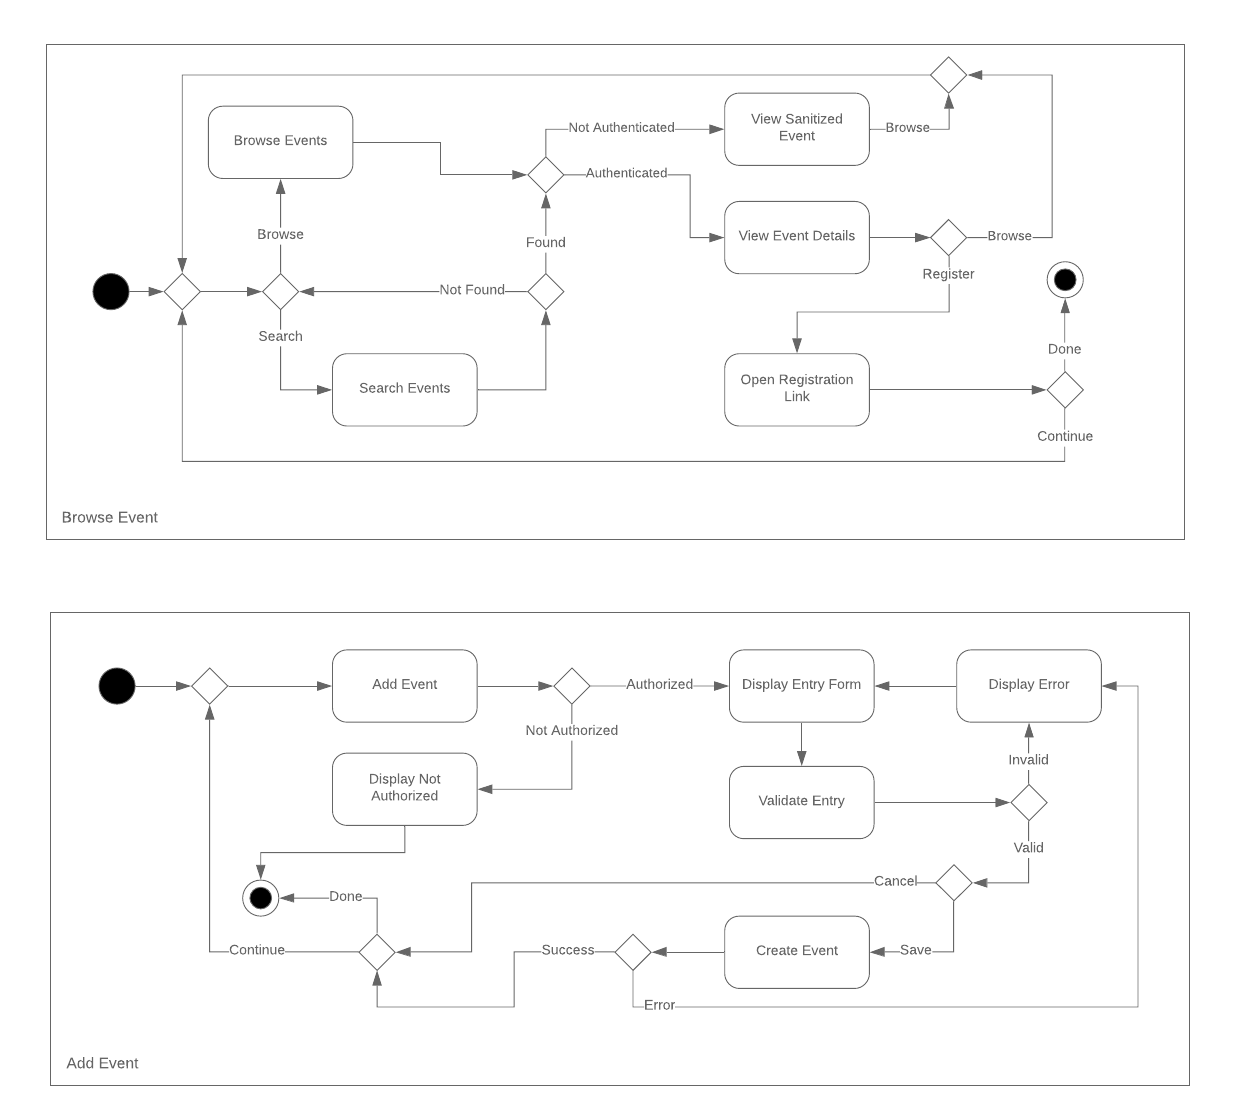 View Sanitized
Event
Not Authenticated
Browse
Browse Events
Authenticated
Browse
Found
View Event Details
Browse
Register
Not Found
Search
Done
Search Events
Open Registration
Link
Continue
Browse Event
Add Event
Authorized
Display Entry Form
Display Error
Not Authorized
Invalid
Display Not
Authorized
Validate Entry
Valid
Cancel
Done
Continue
Success
Create Event
Save
Error
Add Event